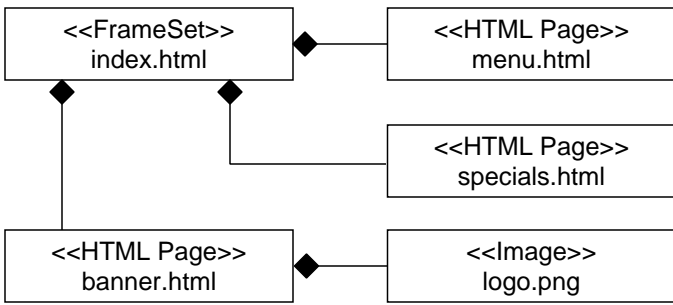 <<FrameSet>>
index.html
<<HTML Page>>
menu.html
<<HTML Page>>
specials.html
<<HTML Page>>
banner.html
<<Image>>
logo.png